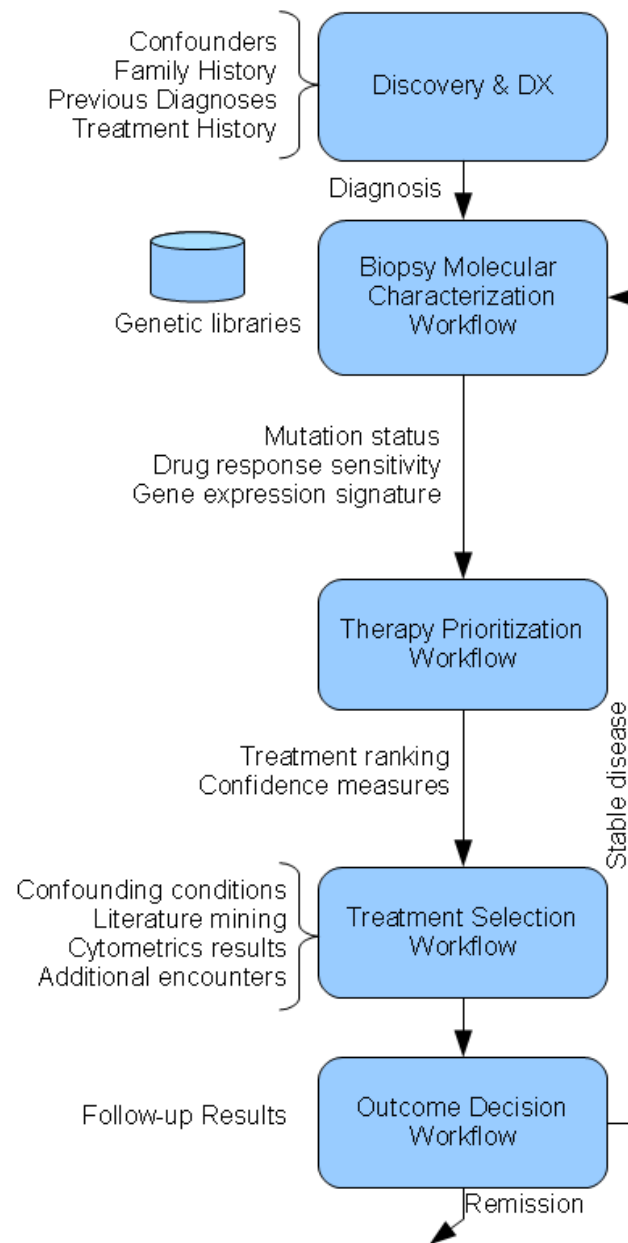 Confounders
Family History
Previous Diagnoses
Treatment History
Discovery & DX
Diagnosis
Biopsy Molecular
Characterization
Workflow
Genetic libraries
Mutation status
Drug response sensitivity
Gene expression signature
Therapy Prioritization
Workflow
Treatment ranking
Confidence measures
Stable disease
Confounding conditions
Literature mining
Cytometrics results
Additional encounters
Treatment Selection
Workflow
Follow-up Results
Outcome Decision
Workflow
Remission